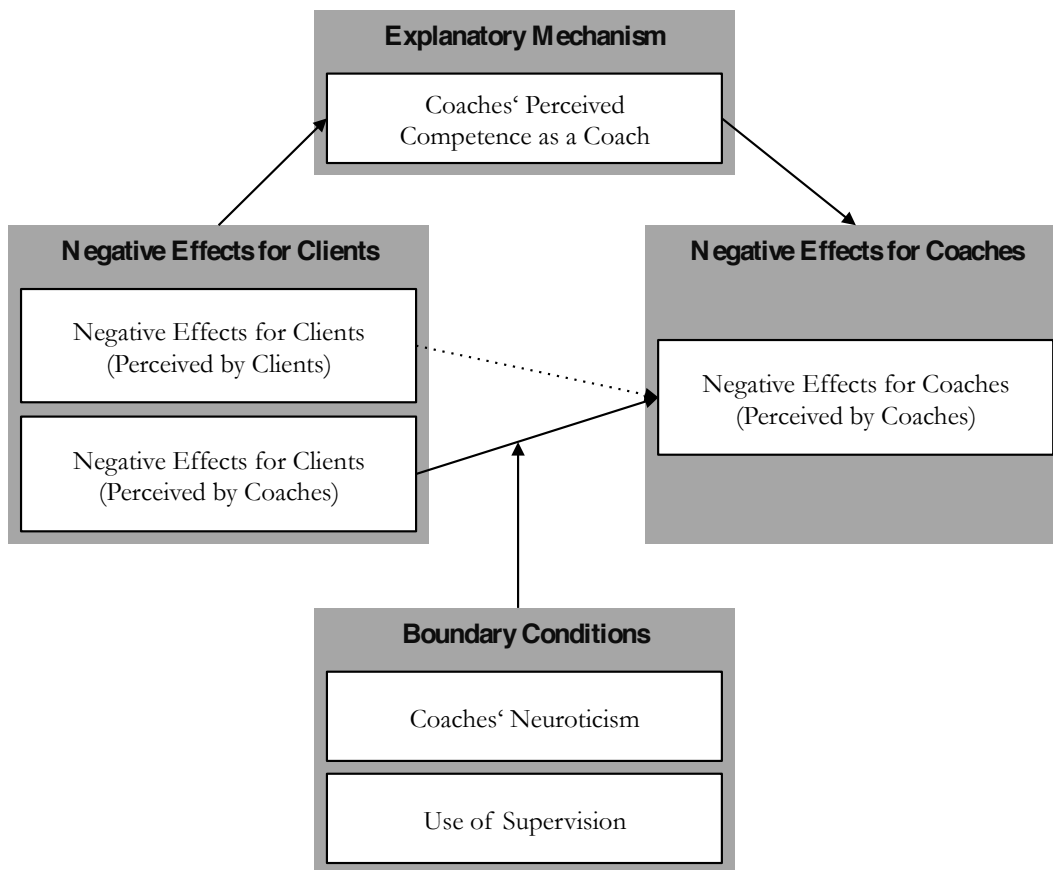 Explanatory Mechanism
Coaches‘ Perceived
Competence as a Coach
Negative Effects for Clients
Negative Effects for Clients
(Perceived by Clients)
Negative Effects for Clients
(Perceived by Coaches)
Negative Effects for Coaches
Negative Effects for Coaches
(Perceived by Coaches)
Boundary Conditions
Coaches‘ Neuroticism
Use of Supervision